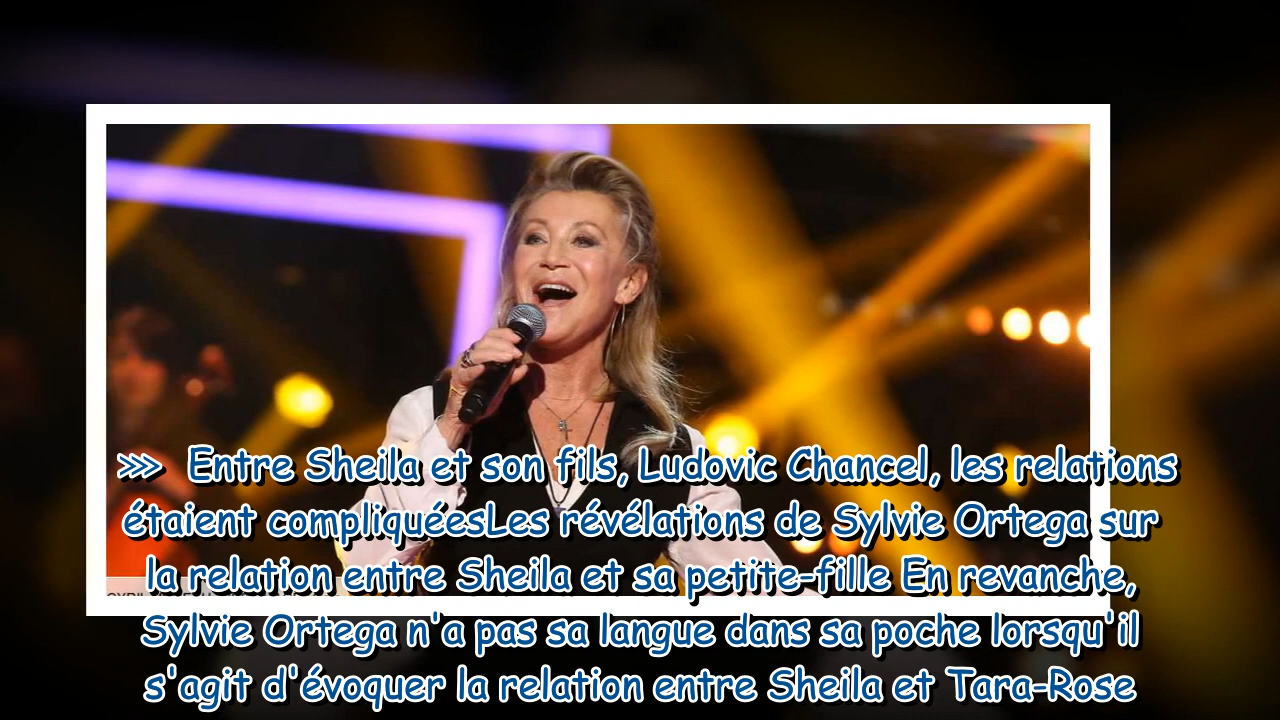 >>> Entre Sheila et son fils, Ludovic Chancel, les relations
étaient compliquéesLes révélations de Sylvie Ortega sur
la relation entre Sheila et sa petite-fille En revanche,
Sylvie Ortega n'a pas sa langue dans sa poche lorsqu'il
s'agit d'évoquer la relation entre Sheila et Tara-Rose